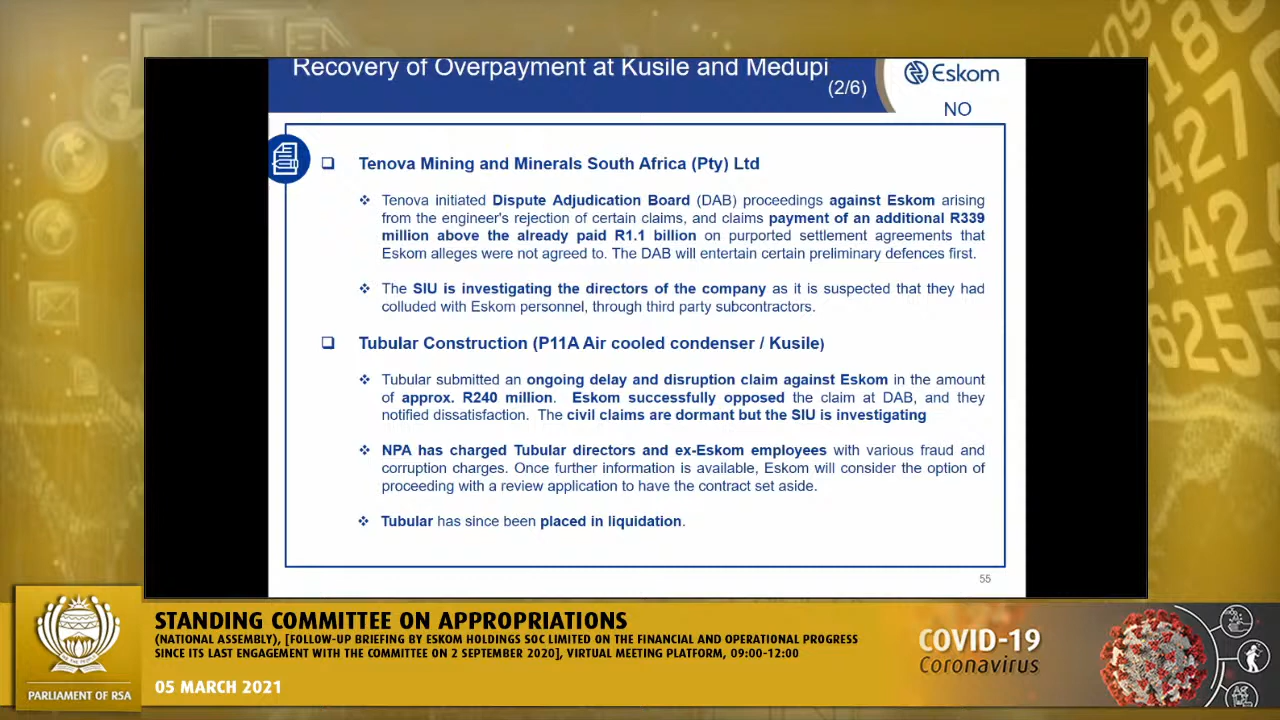 Recovery of Overpayment at Kusile and Medupi
(2/6)
Eskom
NO
❑ Tenova Mining and Minerals South Africa (Pty) Ltd
❖ Tenova initiated Dispute Adjudication Board (DAB) proceedings against Eskom arising
from the engineer's rejection of certain claims, and claims payment of an additional R339
million above the already paid R1.1 billion on purported settlement agreements that
Eskom alleges were not agreed to. The DAB will entertain certain preliminary defences first.
❖ The SIU is investigating the directors of the company as it is suspected that they had
colluded with Eskom personnel, through third party subcontractors.
❑ Tubular Construction (P11A Air cooled condenser / Kusile)
❖ Tubular submitted an ongoing delay and disruption claim against Eskom in the amount
of approx. R240 million. Eskom successfully opposed the claim at DAB, and they
notified dissatisfaction. The civil claims are dormant but the SIU is investigating
❖ NPA has charged Tubular directors and ex-Eskom employees with various fraud and
corruption charges. Once further information is available, Eskom will consider the option of
proceeding with a review application to have the contract set aside.
❖ Tubular has since been placed in liquidation.
55
STANDING COMMITTEE ON APPROPRIATIONS
(NATIONAL ASSEMBLY), [FOLLOW-UP BRIEFING BY ESKOM HOLDINGS SOC LIMITED ON THE FINANCIAL AND OPERATIONAL PROGRESS
SINCE ITS LAST ENGAGEMENT WITH THE COMMITTEE ON 2 SEPTEMBER 2020], VIRTUAL MEETING PLATFORM, 09:00-12:00
05 MARCH 2021
PARLIAMENT OF RSA
COVID-19
Coronavirus